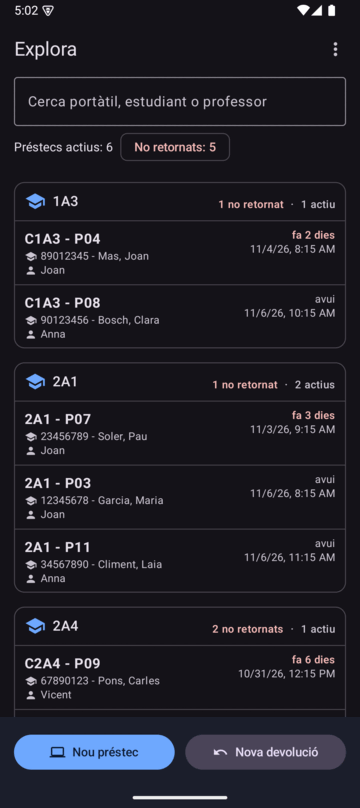 5:02
Explora
Cerca portàtil, estudiant o professor
Préstecs actius: 6
No retornats: 5
1A3
1 no retornat · 1 actiu
C1A3 - P04
fa 2 dies
89012345 - Mas, Joan
11/4/26, 8:15 AM
Joan
C1A3 - P08
avui
90123456 - Bosch, Clara
11/6/26, 10:15 AM
Anna
2A1
1 no retornat · 2 actius
2A1 - P07
fa 3 dies
23456789 - Soler, Pau
11/3/26, 9:15 AM
Joan
2A1 - P03
avui
12345678 - Garcia, Maria
11/6/26, 8:15 AM
Joan
2A1 - P11
avui
34567890 - Climent, Laia
11/6/26, 11:15 AM
Anna
2A4
2 no retornats · 1 actiu
C2A4 - P09
fa 6 dies
67890123 - Pons, Carles
10/31/26, 12:15 PM
Vicent
Nou préstec
Nova devolució